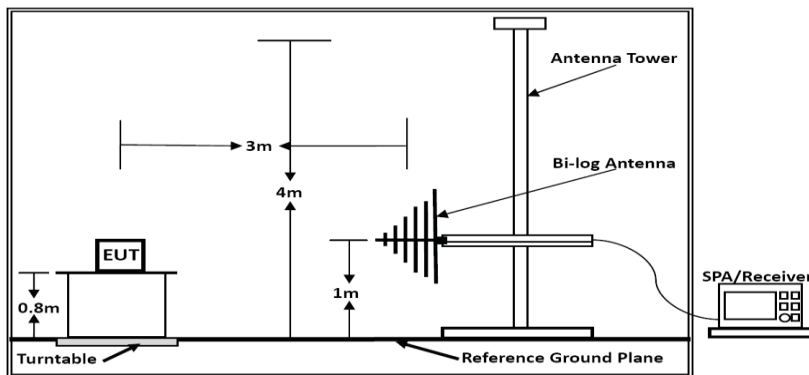 Antenna Tower
3m
Bi-log Antenna
4m
EUT
SPA/Receiver
0.8m
1m
Turntable
Reference Ground Plane